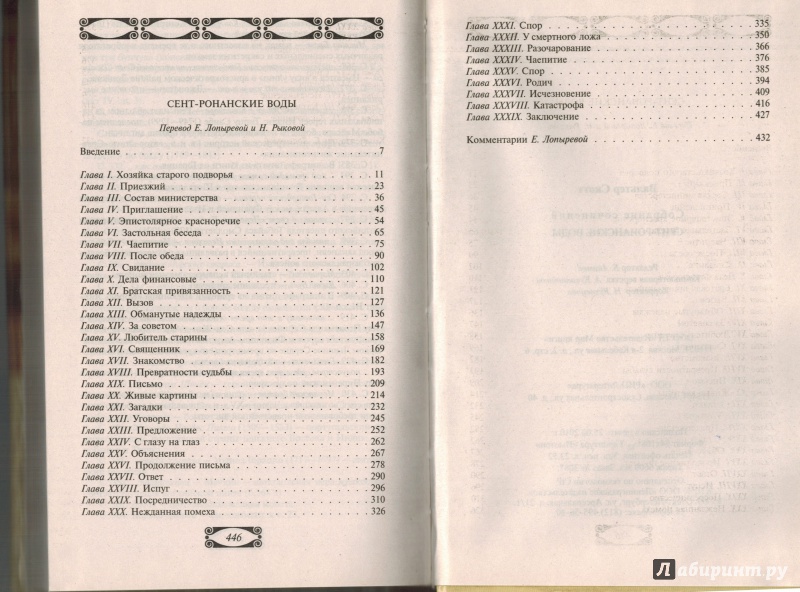 СЕНТ-РОНАНСКИЕ ВОДЫ
Перевод Е. Лопыревой и Н. Рыковой
Введение . . . 7
Глава I. Хозяйка старого подворья . . . 11
Глава II. Приезжий . . . 23
Глава III. Состав министерства . . . 36
Глава IV. Приглашение . . . 45
Глава V. Эпистолярное красноречие . . . 54
Глава VI. Застольная беседа . . . 65
Глава VII. Чаепитие . . . 75
Глава VIII. После обеда . . . 90
Глава IX. Свидание . . . 102
Глава X. Дела финансовые . . . 110
Глава XI. Братская привязанность . . . 121
Глава XII. Вызов . . . 127
Глава XIII. Обманутые надежды . . . 136
Глава XIV. За советом . . . 147
Глава XV. Любитель старины . . . 158
Глава XVI. Священник . . . 169
Глава XVII. Знакомство . . . 182
Глава XVIII. Превратности судьбы . . . 193
Глава XIX. Письмо . . . 209
Глава XX. Живые картины . . . 214
Глава XXI. Загадки . . . 232
Глава XXII. Уговоры . . . 245
Глава XXIII. Предложение . . . 252
Глава XXIV. С глазу на глаз . . . 262
Глава XXV. Объяснения . . . 267
Глава XXVI. Продолжение письма . . . 278
Глава XXVII. Ответ . . . 290
Глава XXVIII. Испуг . . . 296
Глава XXIX. Посредничество . . . 310
Глава XXX. Нежданная помеха . . . 326
446
Глава XXXI. Спор . . . 335
Глава XXXII. У смертного ложа . . . 350
Глава XXXIII. Разочарование . . . 366
Глава XXXIV. Чаепитие . . . 376
Глава XXXV. Спор . . . 385
Глава XXXVI. Родич . . . 394
Глава XXXVII. Исчезновение . . . 409
Глава XXXVIII. Катастрофа . . . 416
Глава XXXIX. Заключение . . . 427
Комментарии Е. Лопыревой . . . 432
Лабиринт.ру